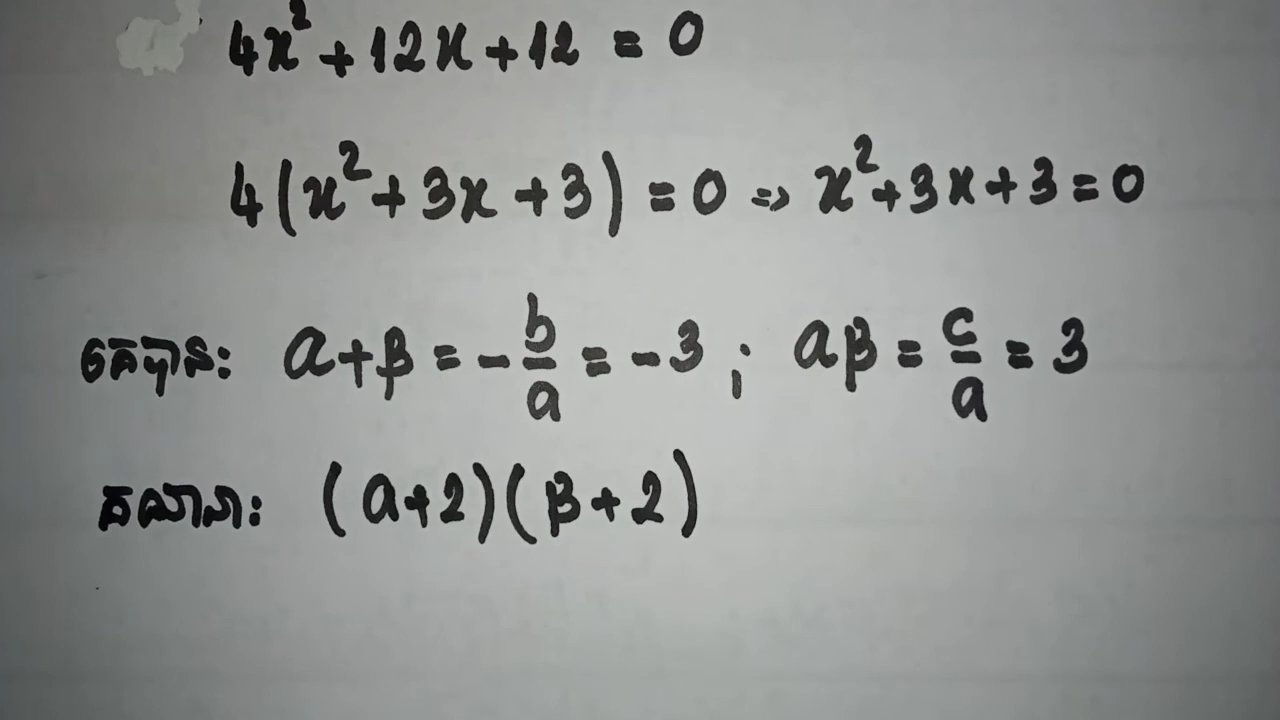 4x² + 12x + 12 = 0
4(x² + 3x + 3) = 0 => x² + 3x + 3 = 0
គេបាន: α + β = - b/a = -3 ; αβ = c/a = 3
គណនា: (α+2)(β+2)